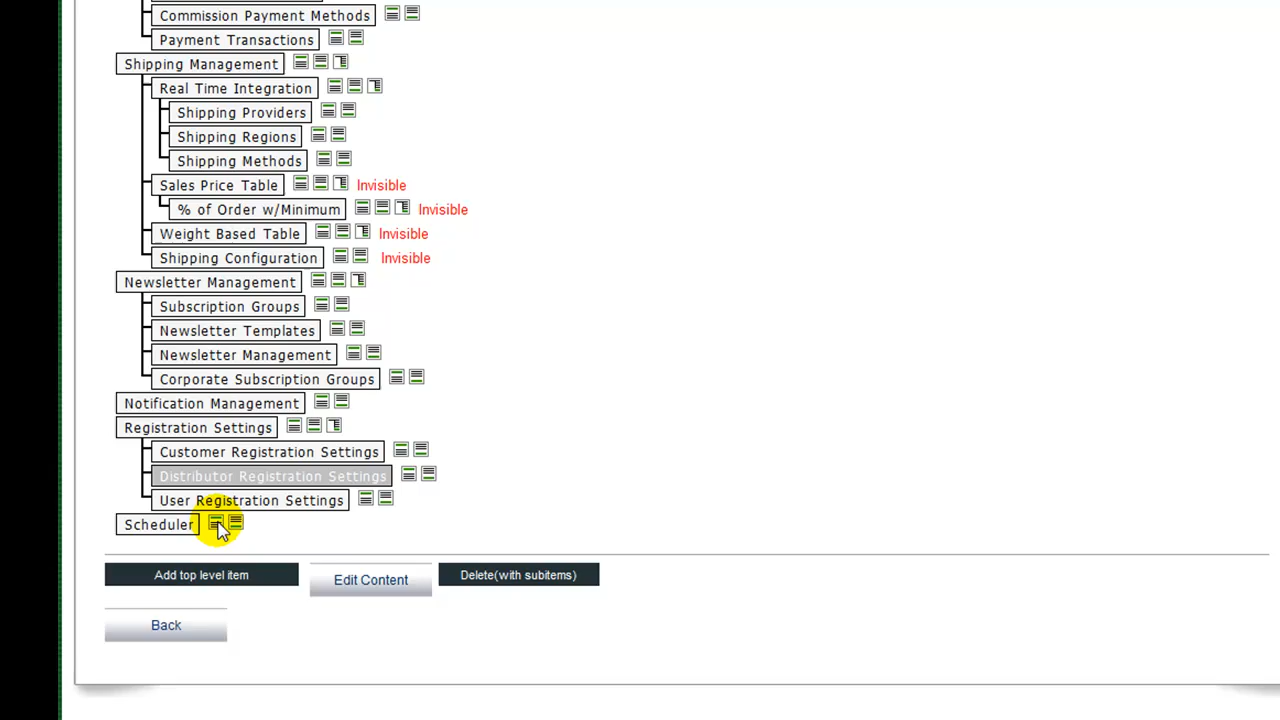 Commission Payment Methods
Payment Transactions
Shipping Management
Real Time Integration
Shipping Providers
Shipping Regions
Shipping Methods
Sales Price Table Invisible
% of Order w/Minimum Invisible
Weight Based Table Invisible
Shipping Configuration Invisible
Newsletter Management
Subscription Groups
Newsletter Templates
Newsletter Management
Corporate Subscription Groups
Notification Management
Registration Settings
Customer Registration Settings
Distributor Registration Settings
User Registration Settings
Scheduler
Add top level item Edit Content Delete(with subitems)
Back